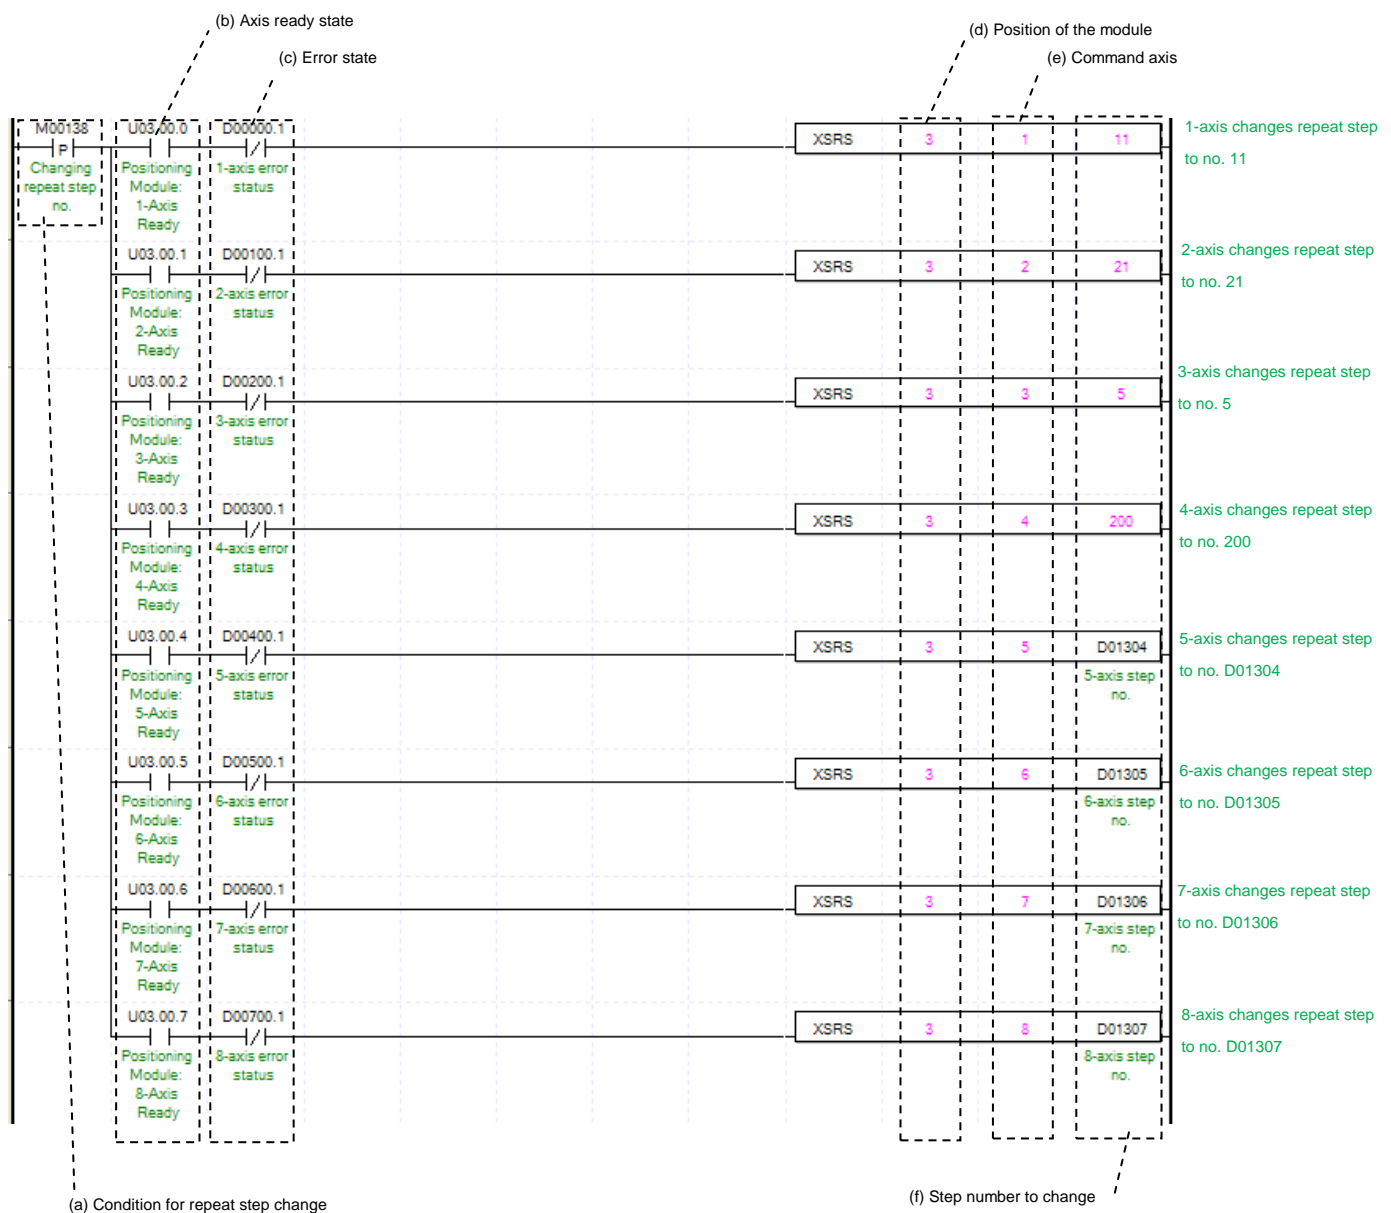 (b) Axis ready state
(c) Error state
(d) Position of the module
(e) Command axis
M00138
P
Changing
repeat step
no.
U03.00.0
Positioning
Module:
1-Axis
Ready
D00000.1
1-axis error
status
XSRS 3 1 11
1-axis changes repeat step
to no. 11
U03.00.1
Positioning
Module:
2-Axis
Ready
D00100.1
2-axis error
status
XSRS 3 2 21
2-axis changes repeat step
to no. 21
U03.00.2
Positioning
Module:
3-Axis
Ready
D00200.1
3-axis error
status
XSRS 3 3 5
3-axis changes repeat step
to no. 5
U03.00.3
Positioning
Module:
4-Axis
Ready
D00300.1
4-axis error
status
XSRS 3 4 200
4-axis changes repeat step
to no. 200
U03.00.4
Positioning
Module:
5-Axis
Ready
D00400.1
5-axis error
status
XSRS 3 5 D01304
5-axis step
no.
5-axis changes repeat step
to no. D01304
U03.00.5
Positioning
Module:
6-Axis
Ready
D00500.1
6-axis error
status
XSRS 3 6 D01305
6-axis step
no.
6-axis changes repeat step
to no. D01305
U03.00.6
Positioning
Module:
7-Axis
Ready
D00600.1
7-axis error
status
XSRS 3 7 D01306
7-axis step
no.
7-axis changes repeat step
to no. D01306
U03.00.7
Positioning
Module:
8-Axis
Ready
D00700.1
8-axis error
status
XSRS 3 8 D01307
8-axis step
no.
8-axis changes repeat step
to no. D01307
(a) Condition for repeat step change
(f) Step number to change